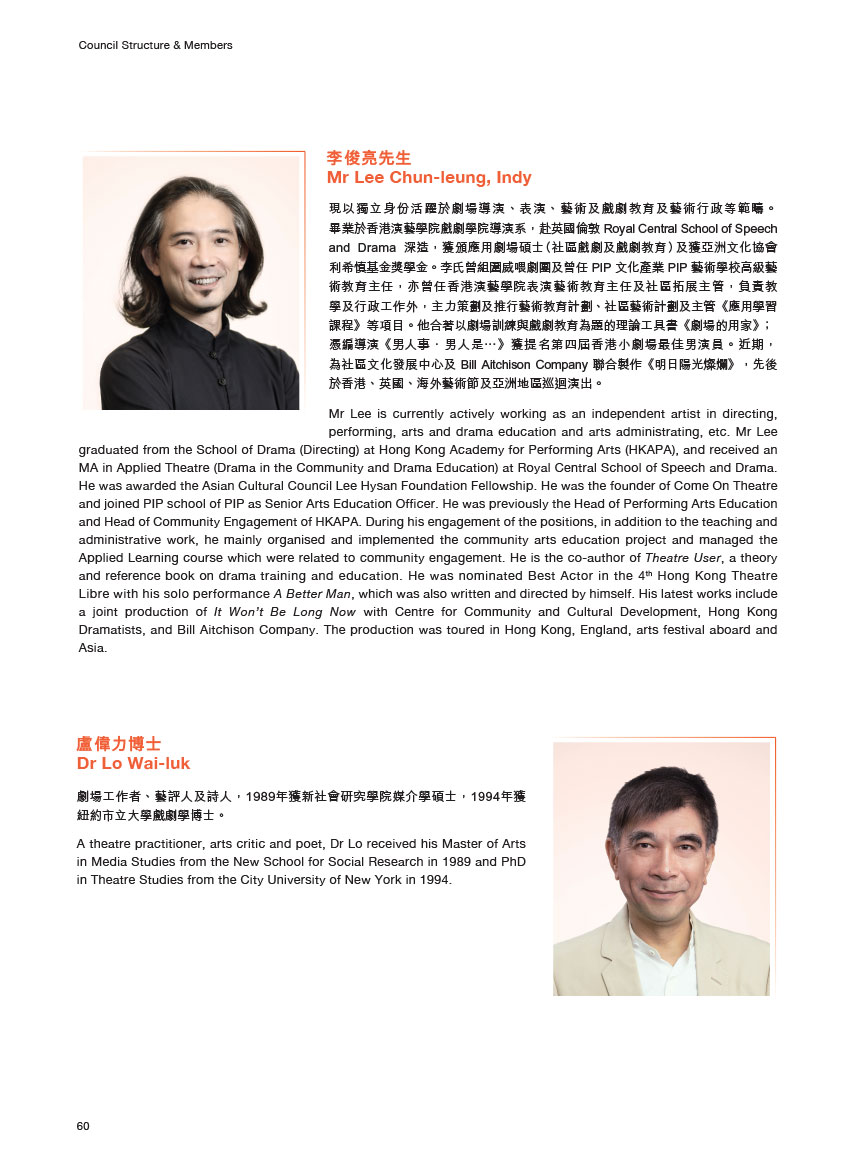 Council Structure & Members
李俊亮先生
Mr Lee Chun-leung, Indy
現以獨立身份活躍於劇場導演、表演、藝術及戲劇教育及藝術行政等範疇。
畢業於香港演藝學院戲劇學院導演系，赴英國倫敦 Royal Central School of Speech
and Drama 深造，獲頒應用劇場碩士（社區戲劇及戲劇教育）及獲亞洲文化協會
利希慎基金獎學金。李氏曾組團威喂劇團及曾任 PIP 文化產業 PIP 藝術學校高級藝
術教育主任，亦曾任香港演藝學院表演藝術教育主任及社區拓展主管，負責教
學及行政工作外，主力策劃及推行藝術教育計劃、社區藝術計劃及主管《應用學習
課程》等項目。他合著以劇場訓練與戲劇教育為題的理論工具書《劇場的用家》；
憑編導演《男人事．男人是…》獲提名第四屆香港小劇場最佳男演員。近期，
為社區文化發展中心及 Bill Aitchison Company 聯合製作《明日陽光燦爛》，先後
於香港、英國、海外藝術節及亞洲地區巡迴演出。
Mr Lee is currently actively working as an independent artist in directing,
performing, arts and drama education and arts administrating, etc. Mr Lee
graduated from the School of Drama (Directing) at Hong Kong Academy for Performing Arts (HKAPA), and received an
MA in Applied Theatre (Drama in the Community and Drama Education) at Royal Central School of Speech and Drama.
He was awarded the Asian Cultural Council Lee Hysan Foundation Fellowship. He was the founder of Come On Theatre
and joined PIP school of PIP as Senior Arts Education Officer. He was previously the Head of Performing Arts Education
and Head of Community Engagement of HKAPA. During his engagement of the positions, in addition to the teaching and
administrative work, he mainly organised and implemented the community arts education project and managed the
Applied Learning course which were related to community engagement. He is the co-author of Theatre User, a theory
and reference book on drama training and education. He was nominated Best Actor in the 4th Hong Kong Theatre
Libre with his solo performance A Better Man, which was also written and directed by himself. His latest works include
a joint production of It Won't Be Long Now with Centre for Community and Cultural Development, Hong Kong
Dramatists, and Bill Aitchison Company. The production was toured in Hong Kong, England, arts festival aboard and
Asia.
盧偉力博士
Dr Lo Wai-luk
劇場工作者、藝評人及詩人，1989年獲新社會研究學院媒介學碩士，1994年獲
紐約市立大學戲劇學博士。
A theatre practitioner, arts critic and poet, Dr Lo received his Master of Arts
in Media Studies from the New School for Social Research in 1989 and PhD
in Theatre Studies from the City University of New York in 1994.
60